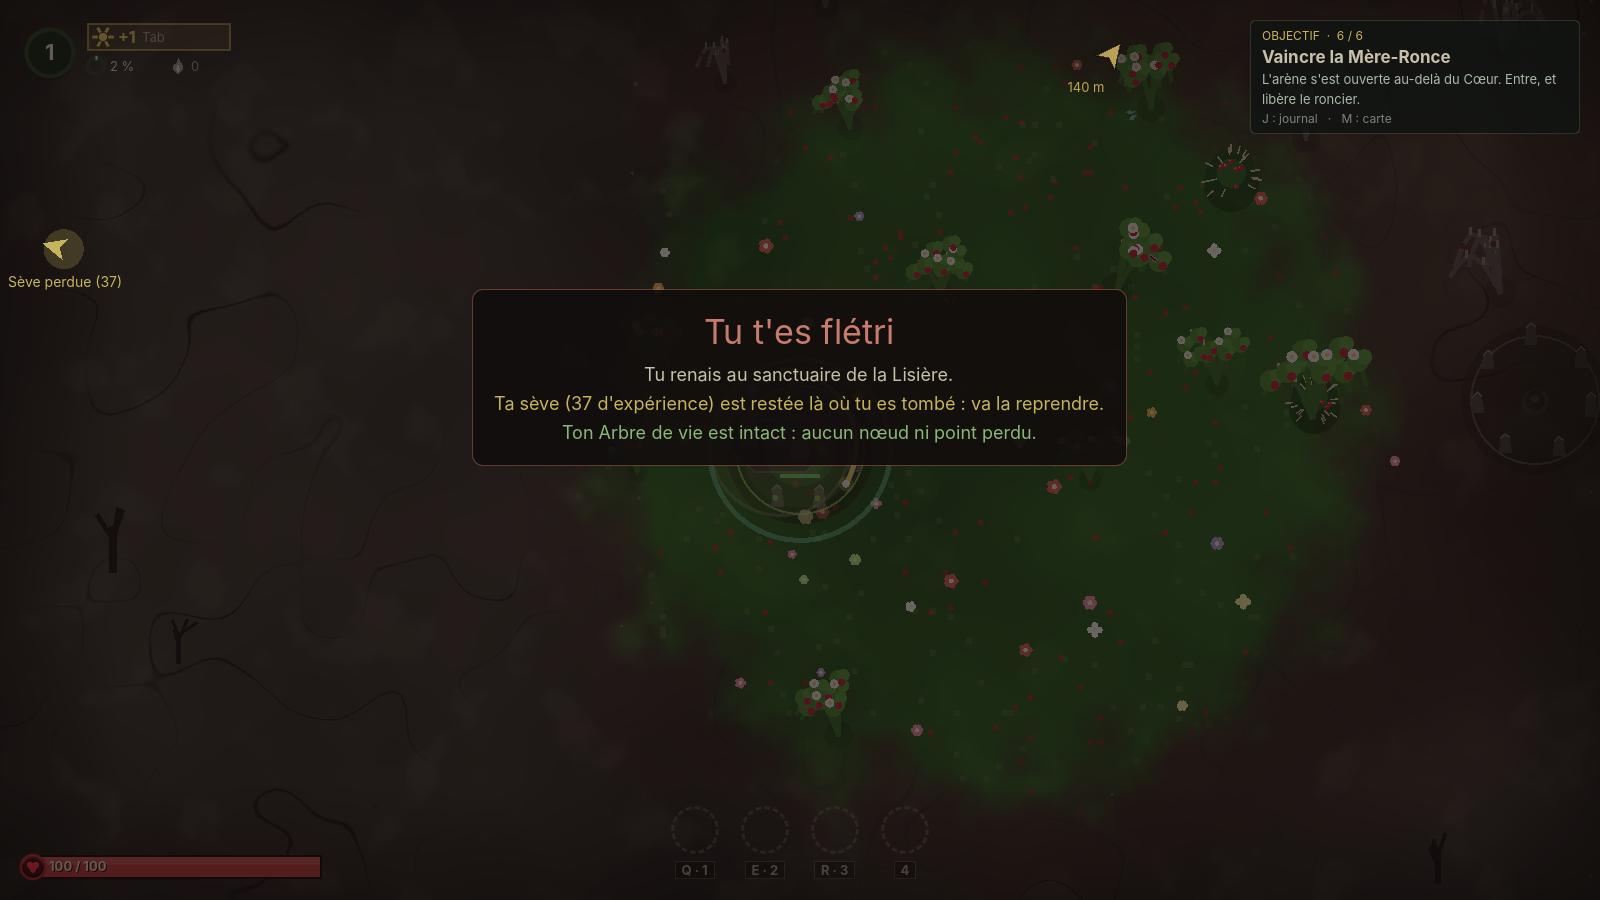 1
+1 Tab
2 % 0
140 m
OBJECTIF · 6 / 6
Vaincre la Mère-Ronce
L'arène s'est ouverte au-delà du Cœur. Entre, et
libère le roncier.
J : journal · M : carte
Sève perdue (37)
Tu t'es flétri
Tu renais au sanctuaire de la Lisière.
Ta sève (37 d'expérience) est restée là où tu es tombé : va la reprendre.
Ton Arbre de vie est intact : aucun nœud ni point perdu.
100 / 100
Q · 1 E · 2 R · 3 4